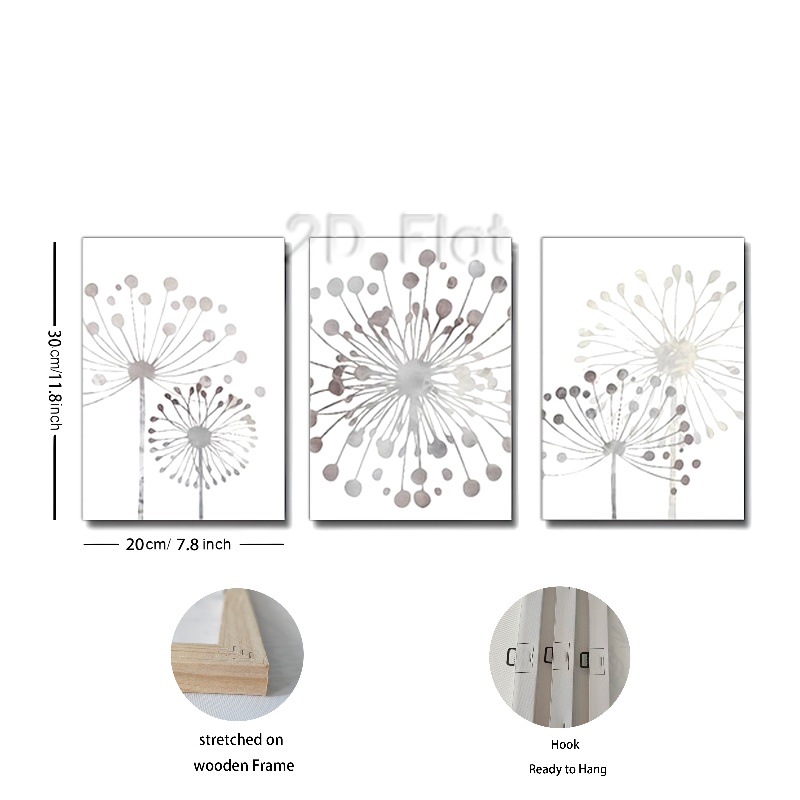 2D Flat
30cm/11.8inch
20cm/ 7.8 inch
stretched on
wooden Frame
Hook
Ready to Hang